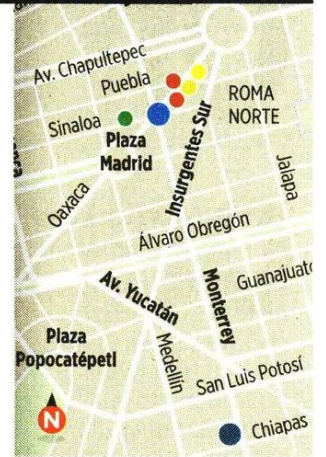 Av. Chapultepec
Puebla
ROMA
NORTE
Sinaloa
Plaza
Madrid
Insurgentes Sur
Jalapa
Oaxaca
Álvaro Obregón
Av. Yucatán
Monterrey
Guanajuato
Plaza
Popocatépetl
Medellín
San Luis Potosí
N
Chiapas